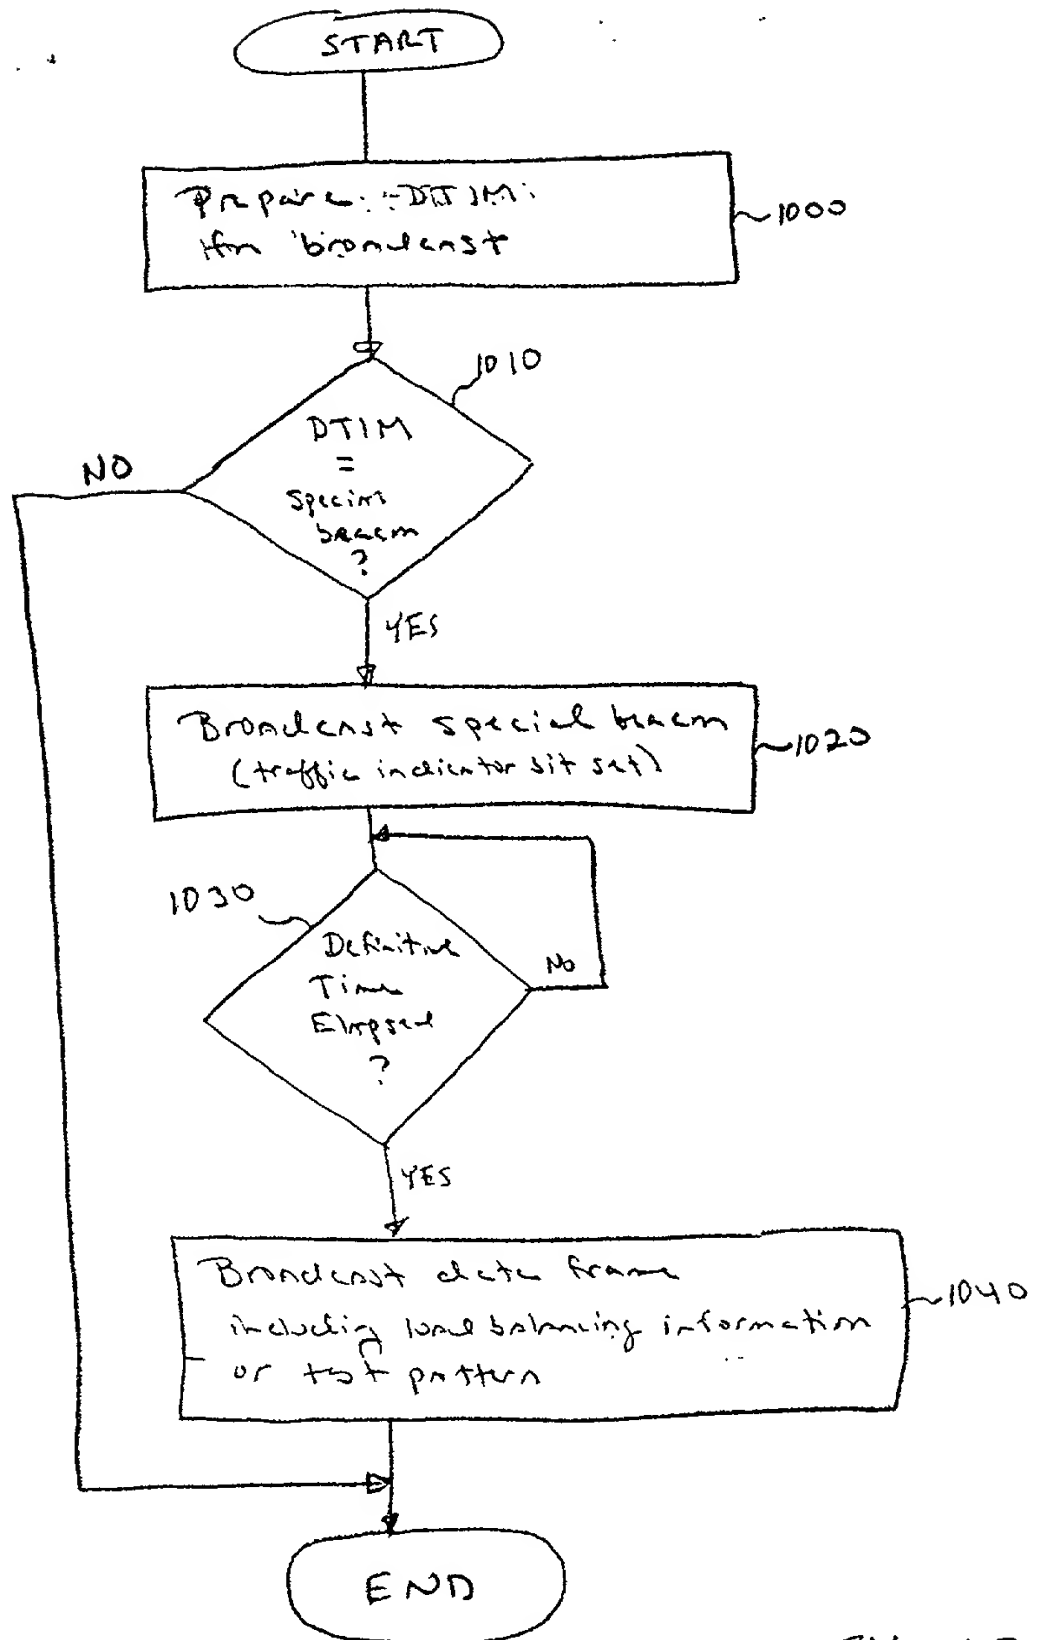 START
Prepare DTIM
for broadcast
1000
1010
DTIM
=
special
beacon
?
NO
YES
Broadcast special beacon
(traffic indicator bit set)
1020
1030
Definitive
Time
Elapsed
?
No
YES
Broadcast data frame
including load balancing information
or test pattern
1040
END